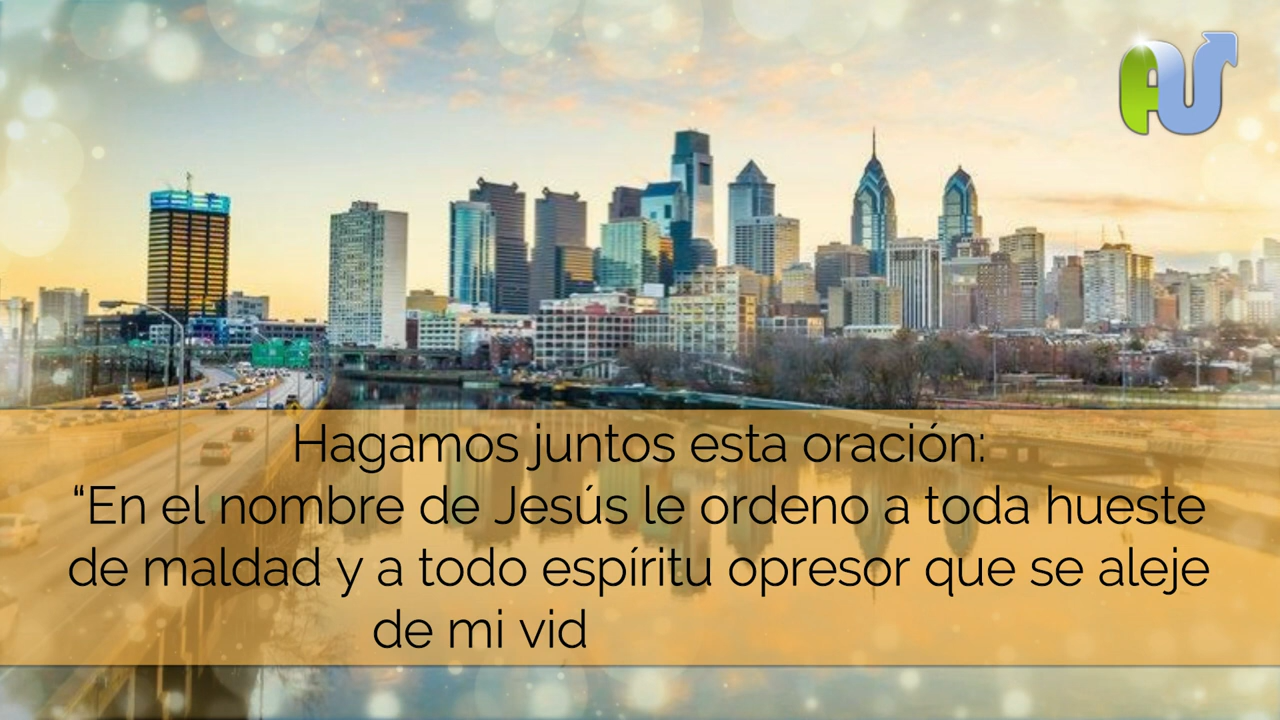 AU
Hagamos juntos esta oración:
“En el nombre de Jesús le ordeno a toda hueste
de maldad y a todo espíritu opresor que se aleje
de mi vid